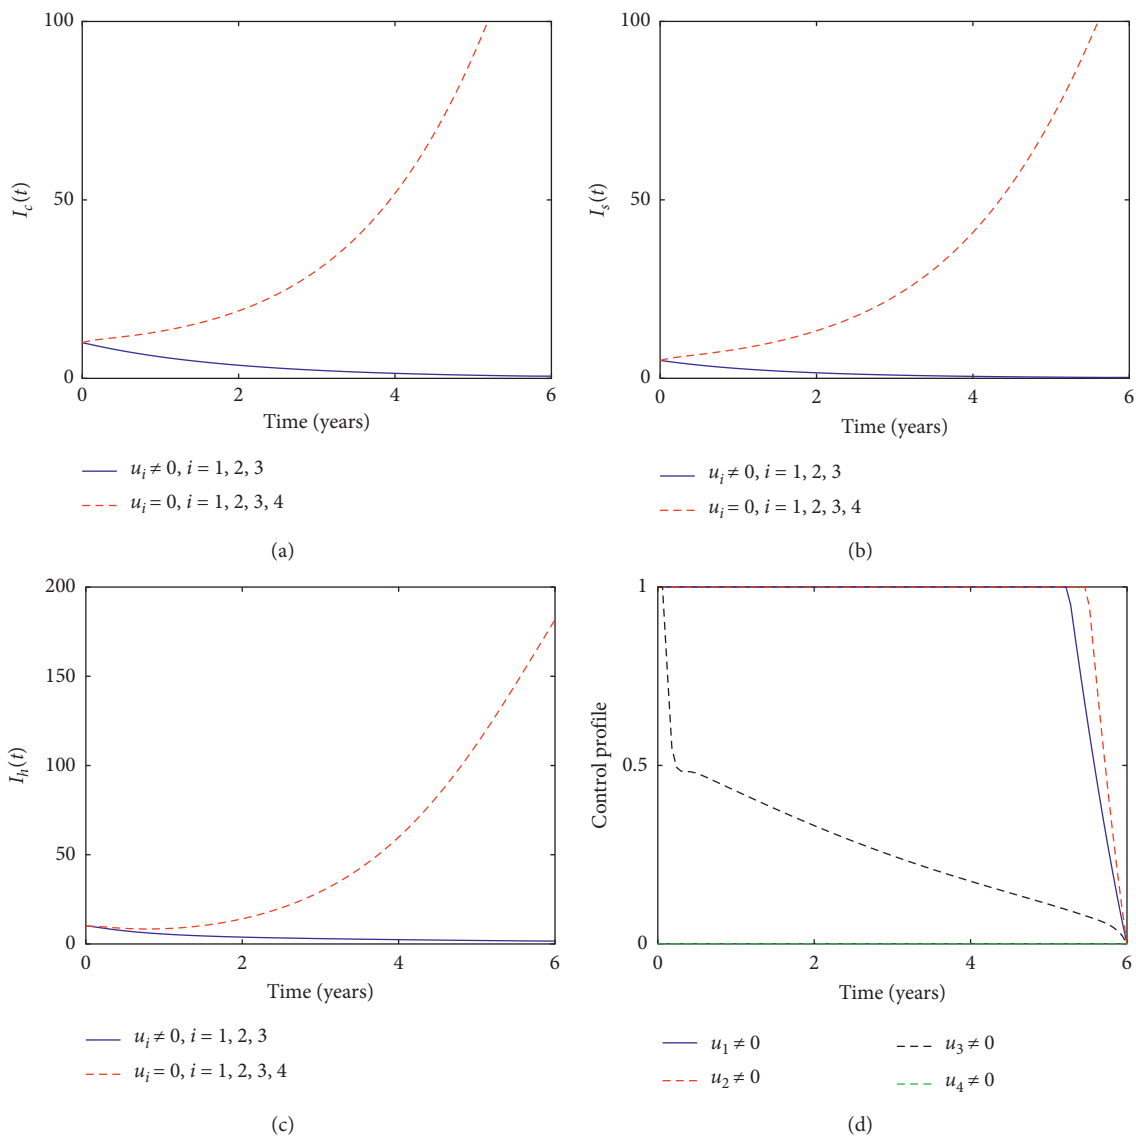 100
50
0
I_c(t)
0 2 4 6
Time (years)
u_i ≠ 0, i = 1, 2, 3
u_i = 0, i = 1, 2, 3, 4
(a)
100
50
0
I_s(t)
0 2 4 6
Time (years)
u_i ≠ 0, i = 1, 2, 3
u_i = 0, i = 1, 2, 3, 4
(b)
200
150
100
50
0
I_h(t)
0 2 4 6
Time (years)
u_i ≠ 0, i = 1, 2, 3
u_i = 0, i = 1, 2, 3, 4
(c)
1
0.5
0
Control profile
0 2 4 6
Time (years)
u_1 ≠ 0 u_3 ≠ 0
u_2 ≠ 0 u_4 ≠ 0
(d)